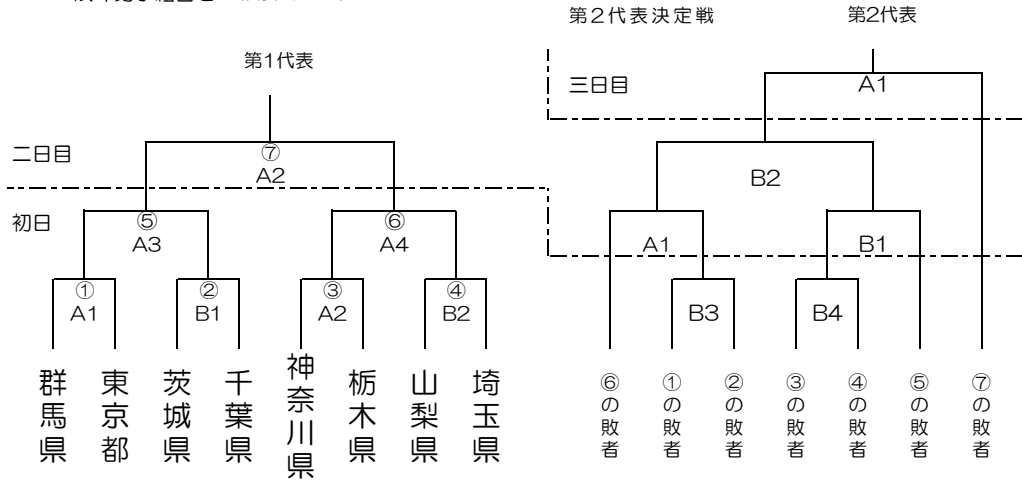 第2代表決定戦
第2代表
第1代表
三日目
A1
二日目
⑦
A2
B2
初日
⑤
A3
⑥
A4
A1
B1
①
A1
②
B1
③
A2
④
B2
B3
B4
群馬県
東京都
茨城県
千葉県
神奈川県
栃木県
山梨県
埼玉県
⑥の敗者
①の敗者
②の敗者
③の敗者
④の敗者
⑤の敗者
⑦の敗者